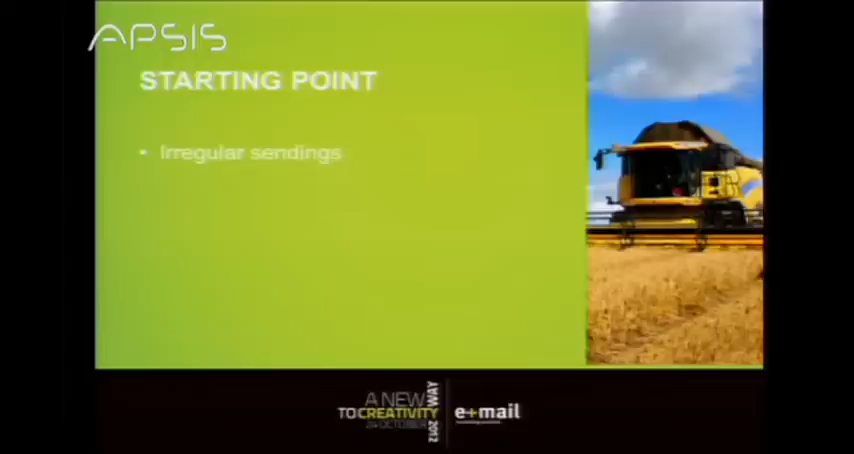 APSIS
STARTING POINT
• Irregular sendings
A NEW WAY
TO CREATIVITY
24 OCTOBER 2012
e+mail